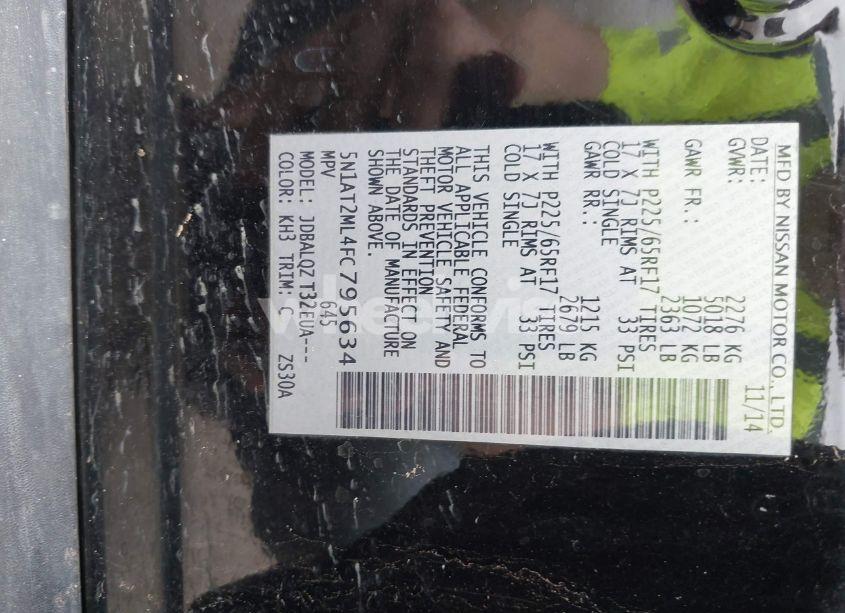 MFD BY NISSAN MOTOR CO., LTD.
DATE: 11/14
GVWR: 2276 KG
5018 LB
GAWR FR.: 1072 KG
2363 LB
WITH P225/65RF17 TIRES
17 X 7J RIMS AT 33 PSI
COLD SINGLE
GAWR RR.: 1215 KG
2679 LB
WITH P225/65RF17 TIRES
17 X 7J RIMS AT 33 PSI
COLD SINGLE
THIS VEHICLE CONFORMS TO
ALL APPLICABLE FEDERAL
MOTOR VEHICLE SAFETY AND
THEFT PREVENTION
STANDARDS IN EFFECT ON
THE DATE OF MANUFACTURE
SHOWN ABOVE.
5N1AT2ML4FC795634
MPV 645
MODEL: JDBALQZ T32EUA---
COLOR: KH3 TRIM: C ZS30A